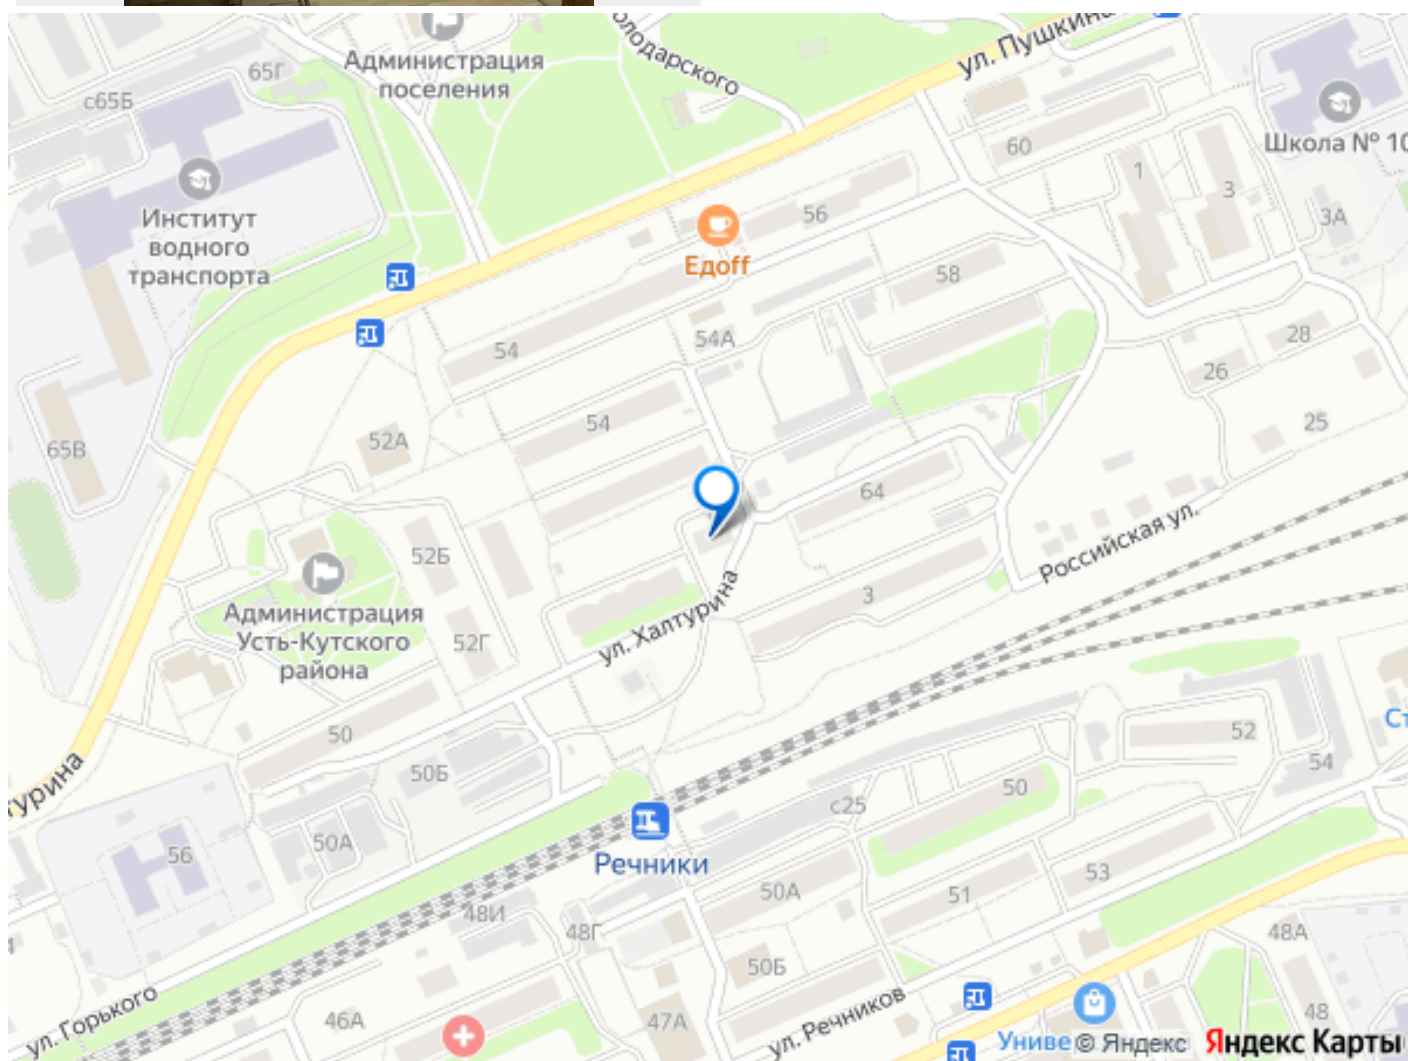 ул. Пушкина
Володарского
Администрация
поселения
65Г
с65Б
Школа № 10
60
1
3
3А
Институт
водного
транспорта
56
Едоff
58
54А
54
28
26
25
54
52А
65В
64
Российская ул.
52Б
3
Администрация
Усть-Кутского
района
52Г
ул. Халтурина
50
52
50Б
54
50
с25
50А
56
Речники
53
50А
51
48И
48Г
48А
50Б
ул. Горького
46А
47А
ул. Речников
48
Униве
© Яндекс
Яндекс Карты